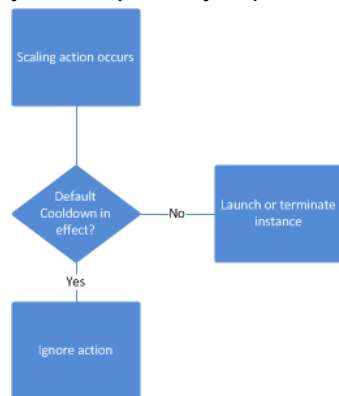 Scaling action occurs
Default
Cooldown in
effect?
No
Launch or terminate
instance
Yes
Ignore action